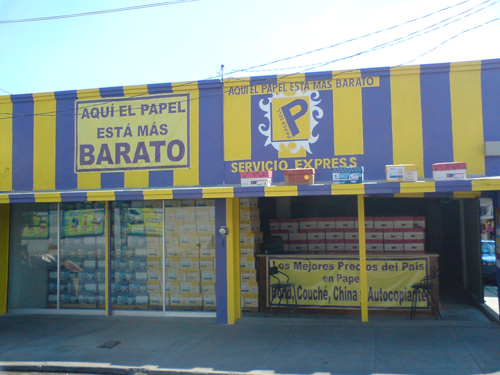 AQUÍ EL PAPEL
ESTÁ MÁS
BARATO
AQUÍ EL PAPEL ESTÁ MÁS BARATO
P
SERVICIO EXPRESS
Los Mejores Precios del País
en Papel
Bond, Couché, China y Autocopiante